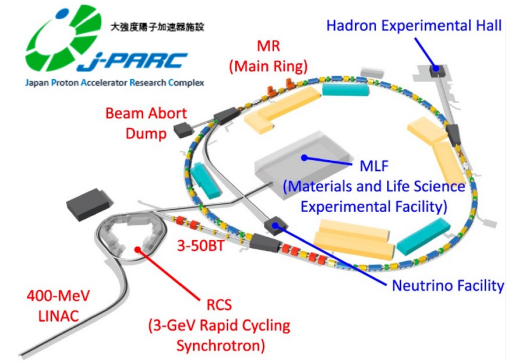 大強度陽子加速器施設
J-PARC
Japan Proton Accelerator Research Complex
Hadron Experimental Hall
MR
(Main Ring)
Beam Abort
Dump
MLF
(Materials and Life Science
Experimental Facility)
3-50BT
Neutrino Facility
400-MeV
LINAC
RCS
(3-GeV Rapid Cycling
Synchrotron)